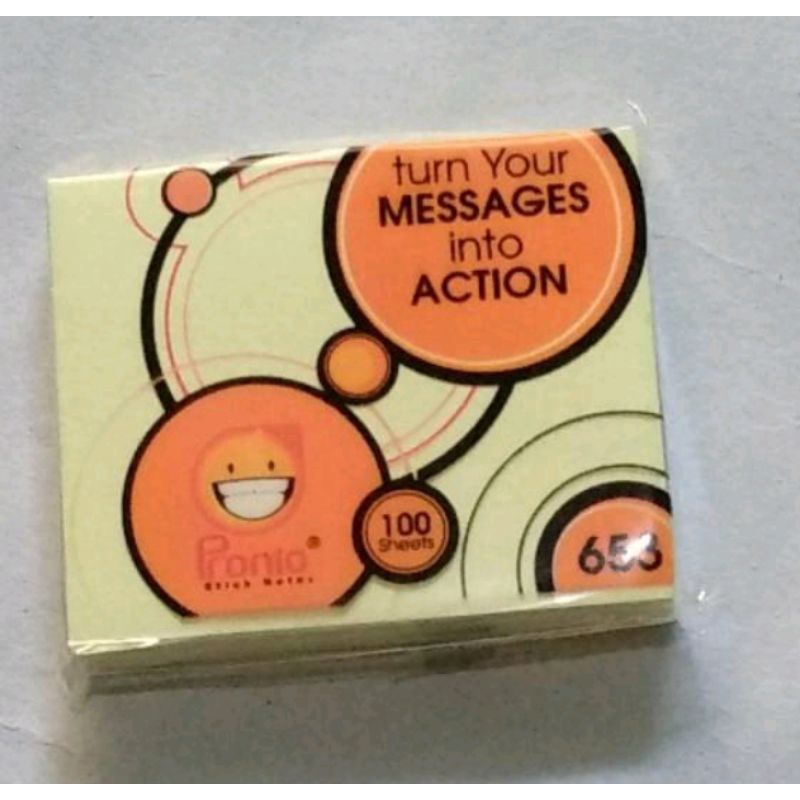 turn Your
MESSAGES
into
ACTION
Pronto®
Stick Notes
100
Sheets
653